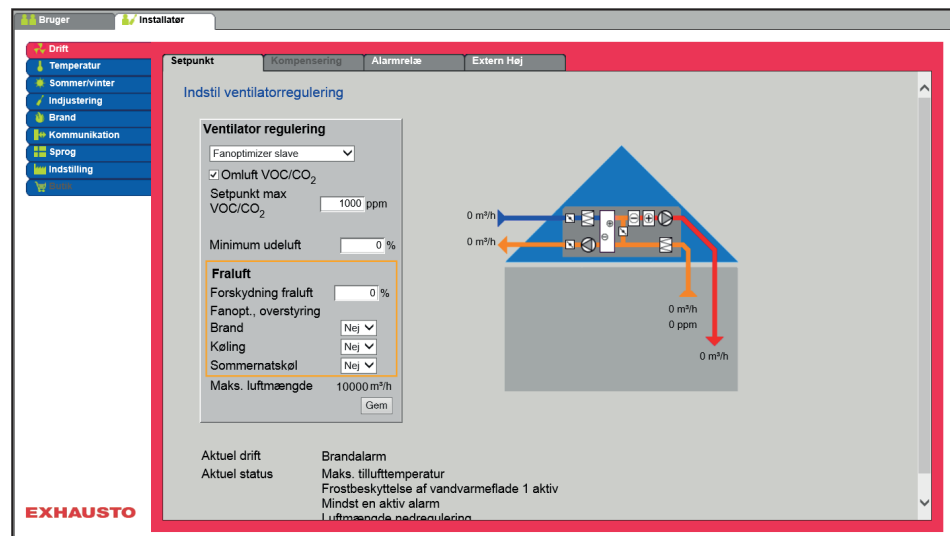 Bruger
Installatør
Drift
Temperatur
Sommer/vinter
Indjustering
Brand
Kommunikation
Sprog
Indstilling
Setpunkt
Kompensering
Alarmrelæ
Extern Høj
Indstil ventilatorregulering
Ventilator regulering
Fanoptimizer slave
Omluft VOC/CO2
Setpunkt max
VOC/CO2 1000 ppm
Minimum udeluft 0 %
Fraluft
Forskydning fraluft 0 %
Fanopt., overstyring
Brand Nej
Køling Nej
Sommernatskøl Nej
Maks. luftmængde 10000 m³/h
Gem
0 m³/h
0 m³/h
0 m³/h
0 ppm
0 m³/h
Aktuel drift Brandalarm
Aktuel status Maks. tillufttemperatur
Frostbeskyttelse af vandvarmeflade 1 aktiv
Mindst en aktiv alarm
Luftmængde nedregulering
EXHAUSTO